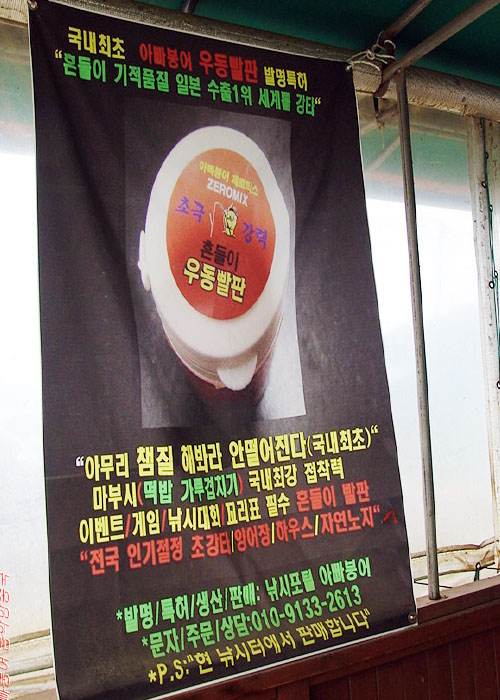 국내최초 아빠붕어 우동빨판 발명특허
"흔들이 기적품질 일본 수출1위 세계를 강타"
아빠붕어 제로믹스
ZEROMIX
초극 강력
흔들이
우동빨판
"아무리 챔질 해봐라 안떨어진다(국내최초)"
마부시(떡밥 가루겹치기) 국내최강 접착력
이벤트/게임/낚시대회 꼬리표 필수 흔들이 빨판
"전국 인기절정 초강타/양어장/하우스/자연노지"
*발명/특허/생산/판매: 낚시포털 아빠붕어
*문자/주문/상담:010-9133-2613
*P.S:"현 낚시터에서 판매합니다"